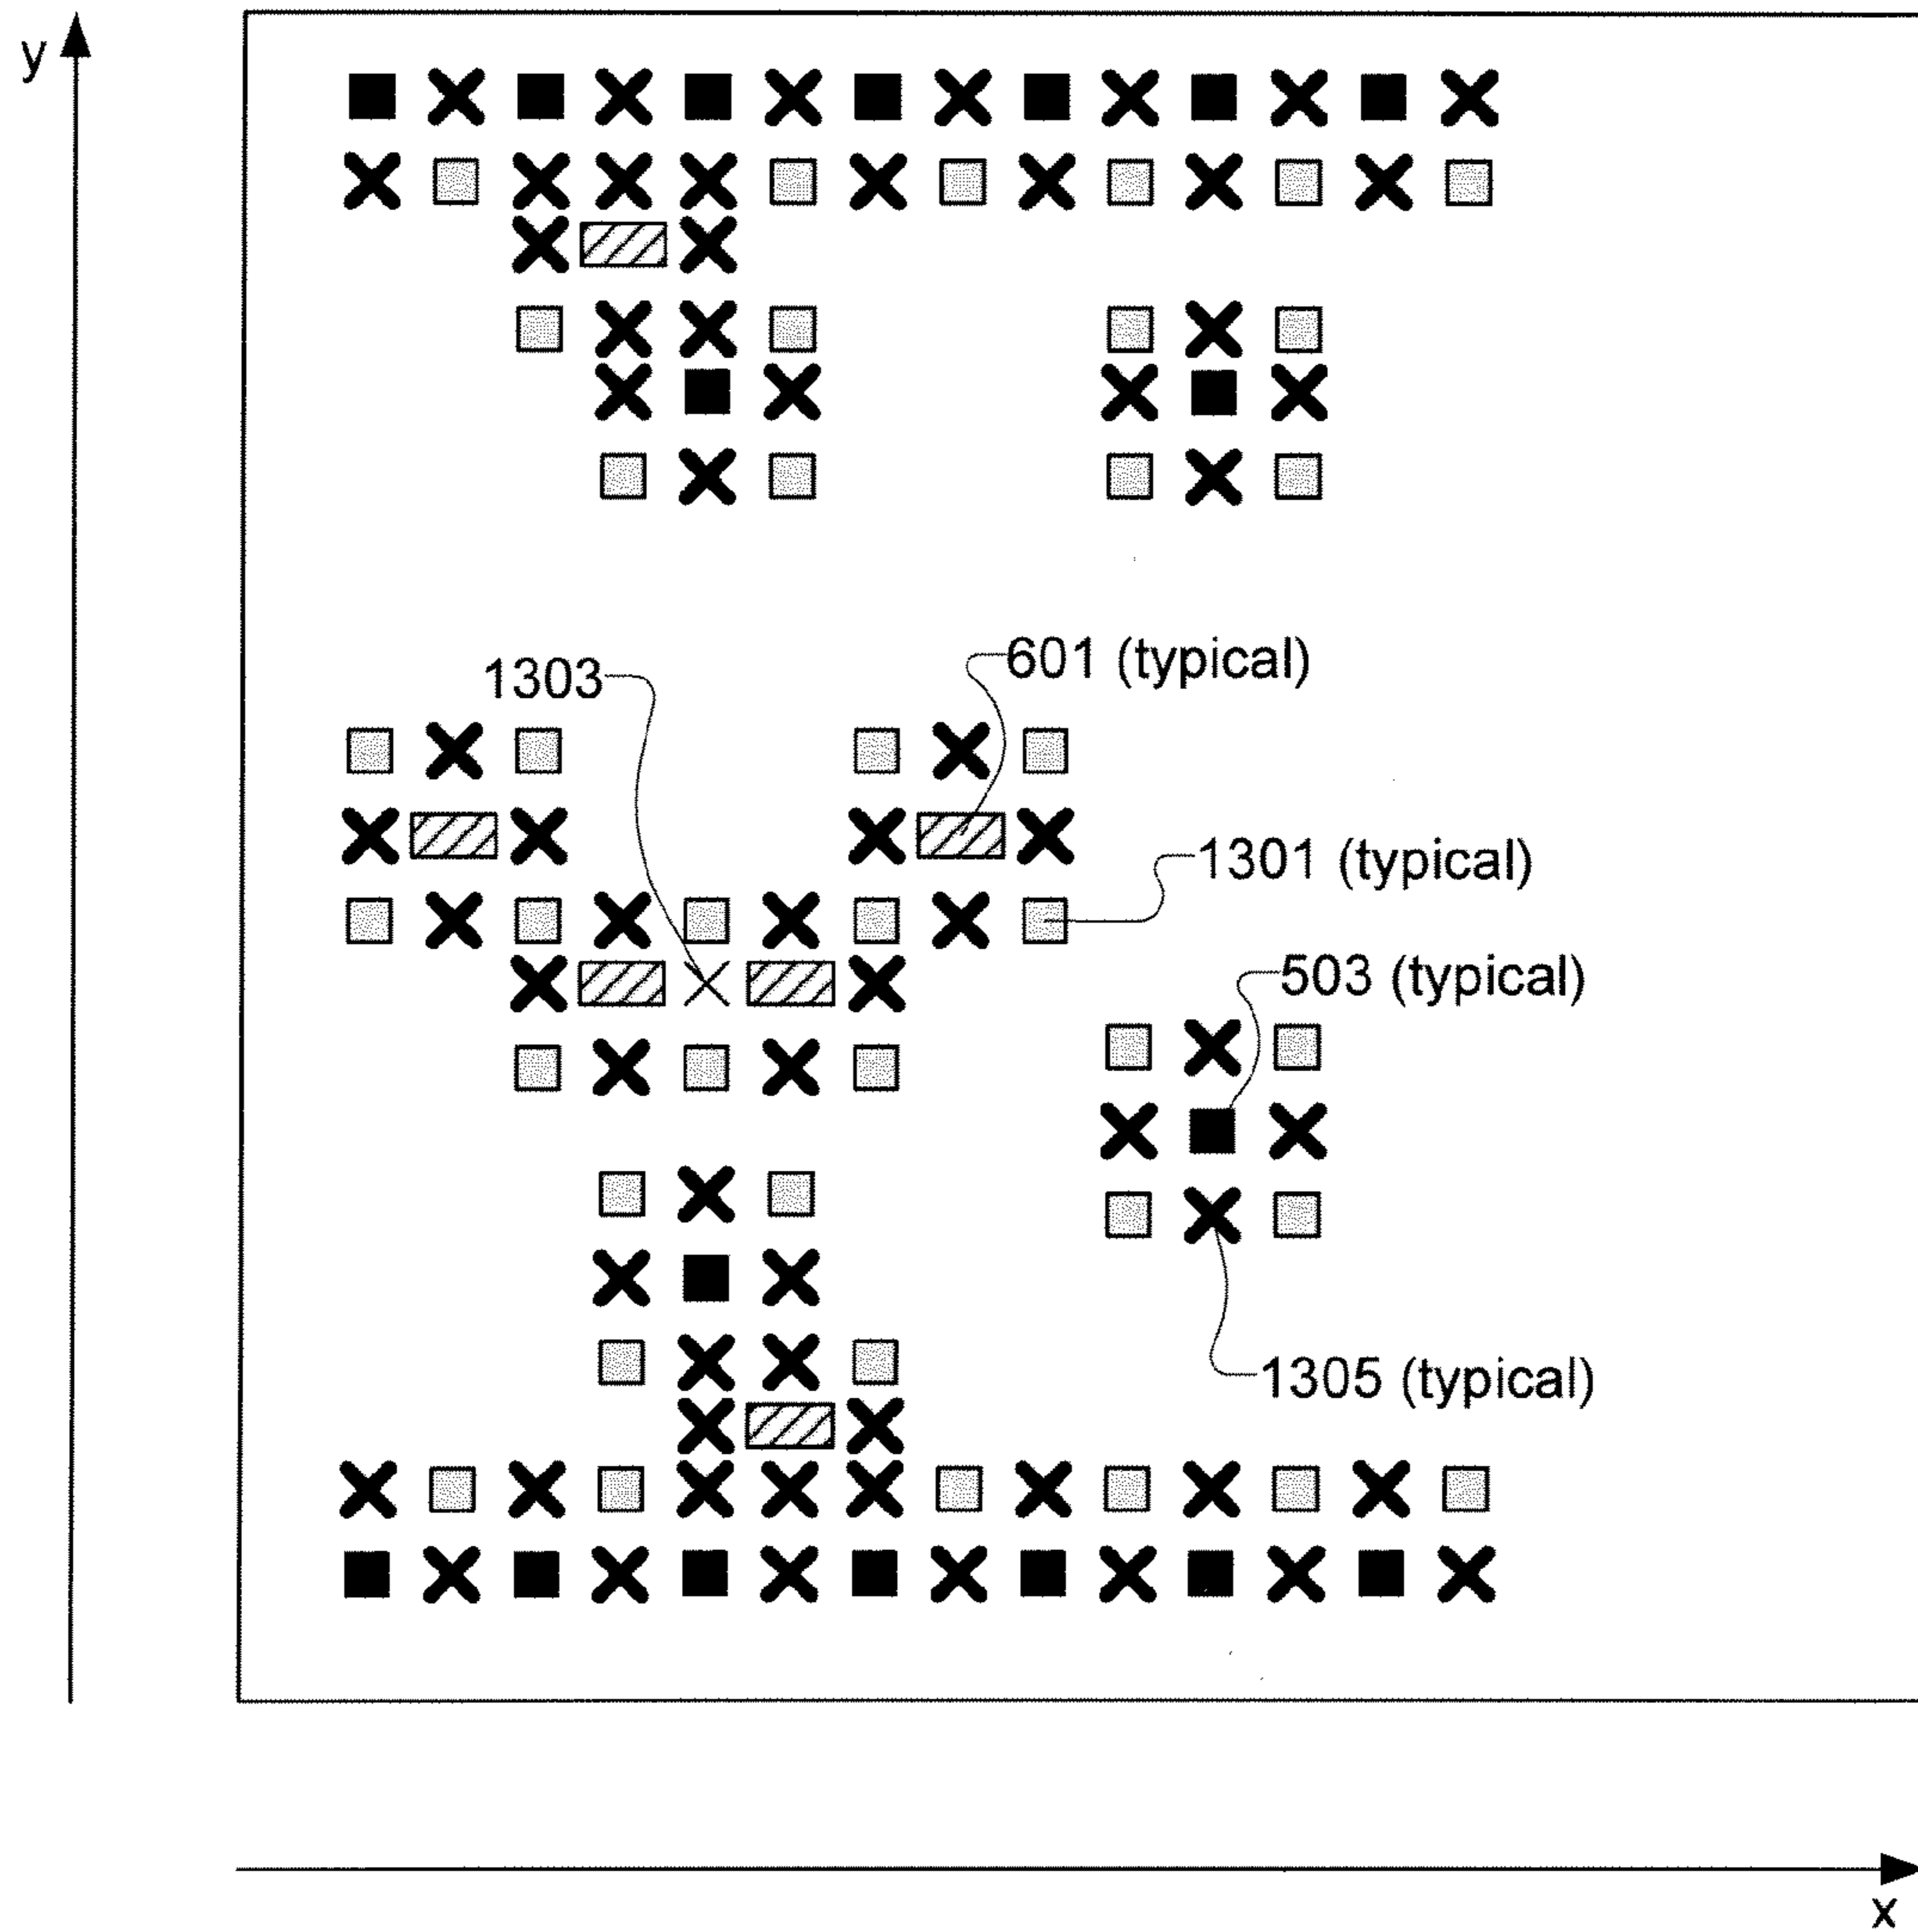 y
601 (typical)
1303
1301 (typical)
503 (typical)
1305 (typical)
x